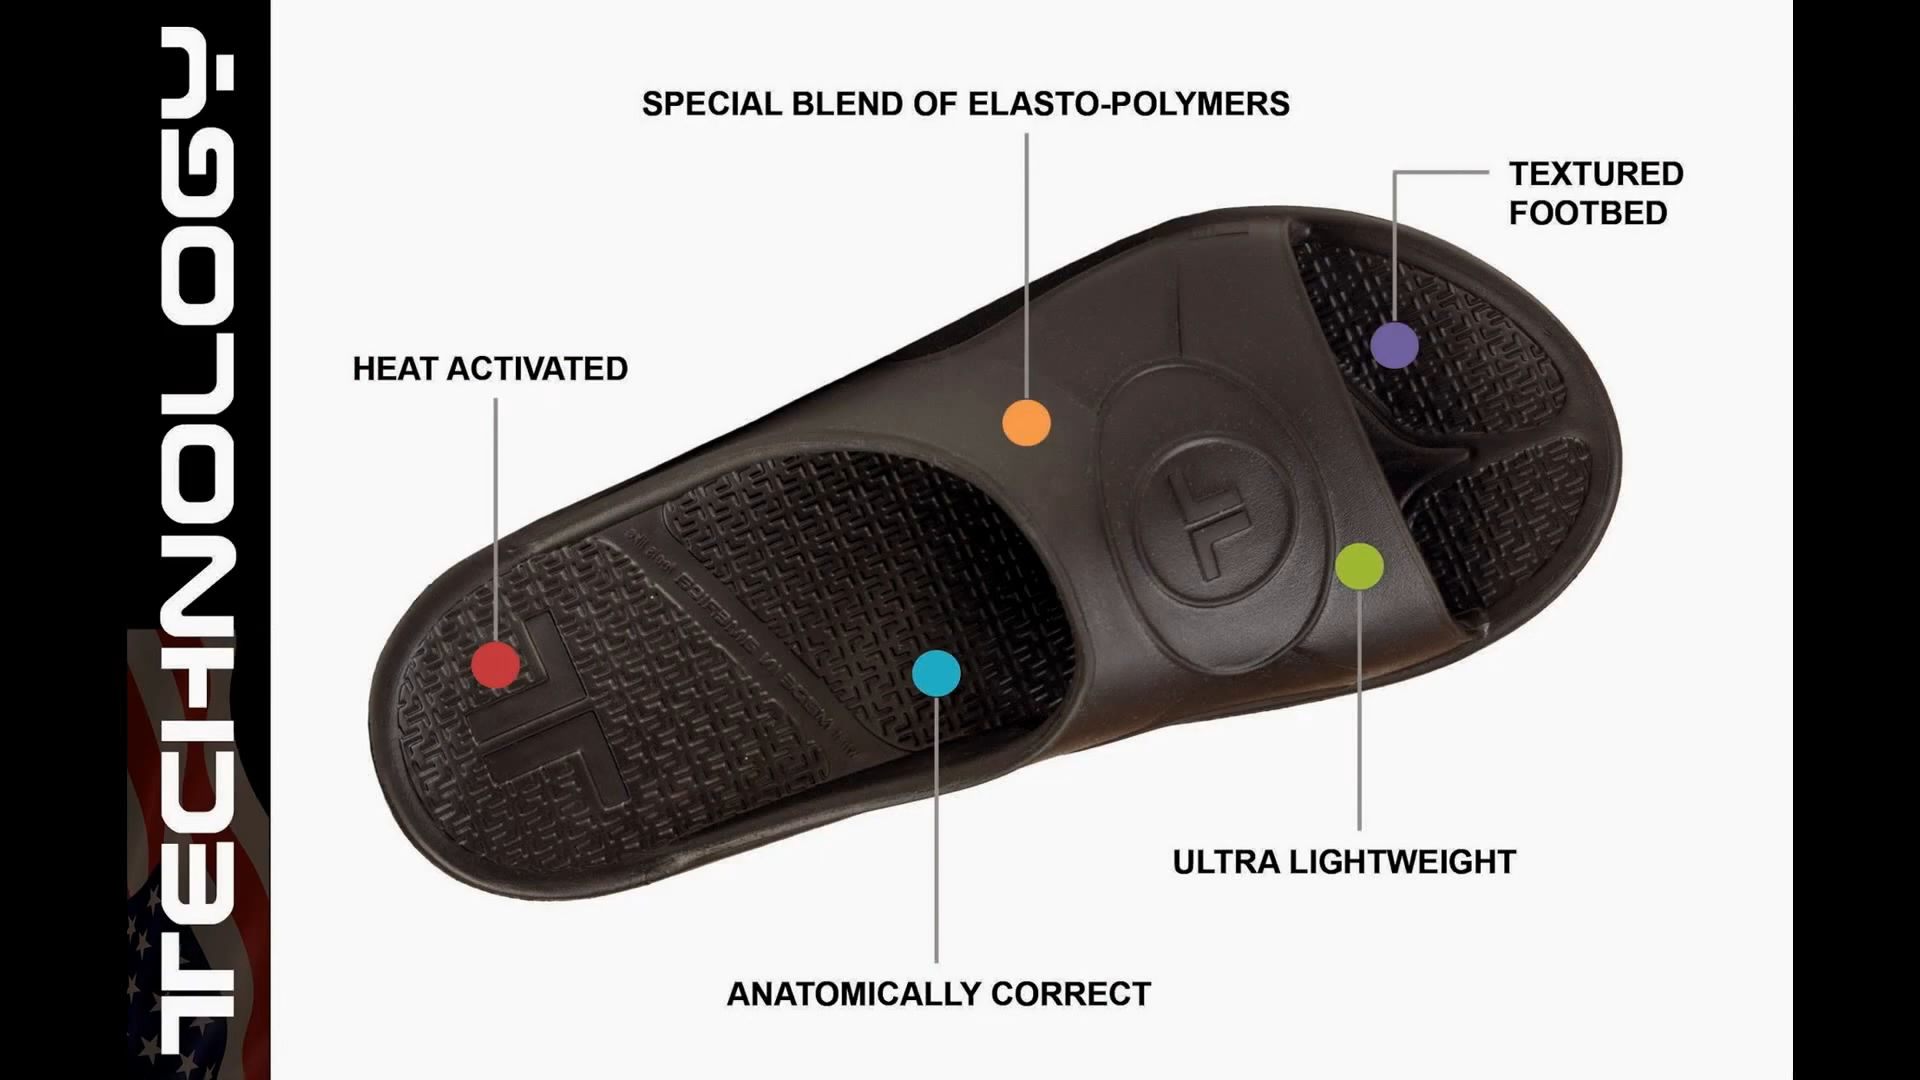 TECHNOLOGY
SPECIAL BLEND OF ELASTO-POLYMERS
TEXTURED
FOOTBED
HEAT ACTIVATED
ULTRA LIGHTWEIGHT
ANATOMICALLY CORRECT